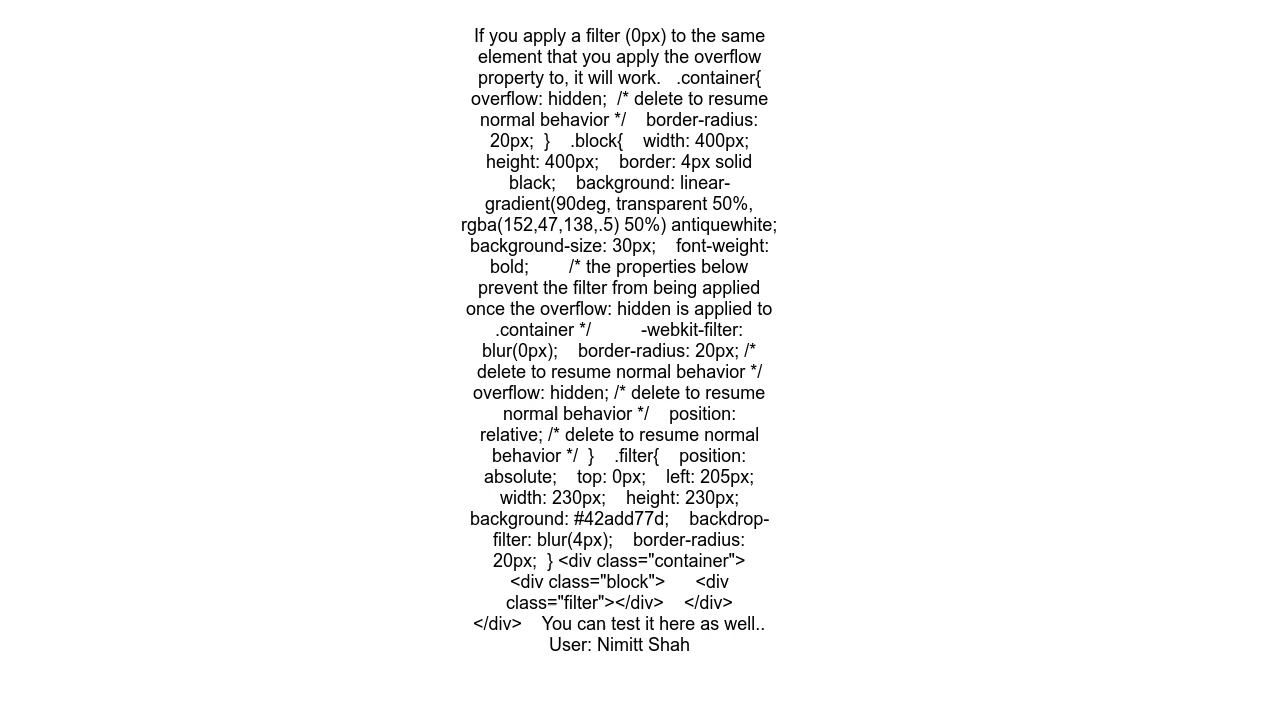 If you apply a filter (0px) to the same
element that you apply the overflow
property to, it will work.   .container{
overflow: hidden;  /* delete to resume
normal behavior */    border-radius:
20px;  }    .block{    width: 400px;
height: 400px;    border: 4px solid
black;    background: linear-
gradient(90deg, transparent 50%,
rgba(152,47,138,.5) 50%) antiquewhite;
background-size: 30px;    font-weight:
bold;        /* the properties below
prevent the filter from being applied
once the overflow: hidden is applied to
.container */          -webkit-filter:
blur(0px);    border-radius: 20px; /*
delete to resume normal behavior */
overflow: hidden; /* delete to resume
normal behavior */    position:
relative; /* delete to resume normal
behavior */  }    .filter{    position:
absolute;    top: 0px;    left: 205px;
width: 230px;    height: 230px;
background: #42add77d;    backdrop-
filter: blur(4px);    border-radius:
20px;  } <div class="container">
<div class="block">      <div
class="filter"></div>    </div>
</div>    You can test it here as well..
User: Nimitt Shah